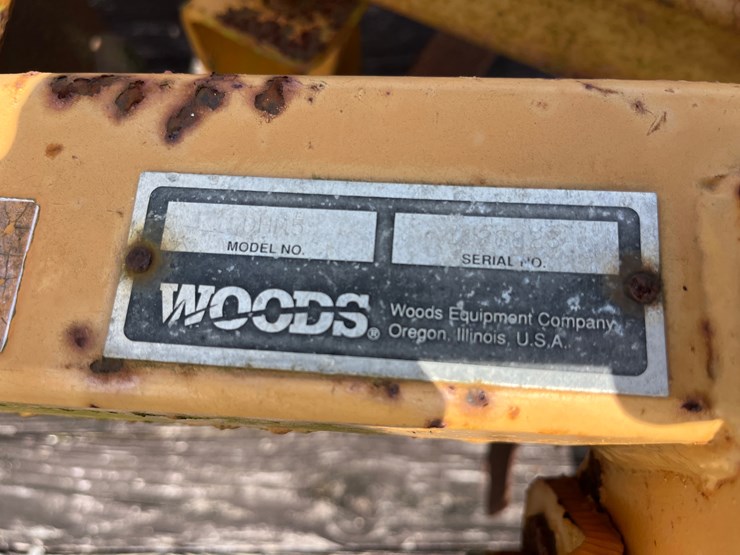 MODEL NO.
SERIAL NO.
WOODS®
Woods Equipment Company
Oregon, Illinois, U.S.A.